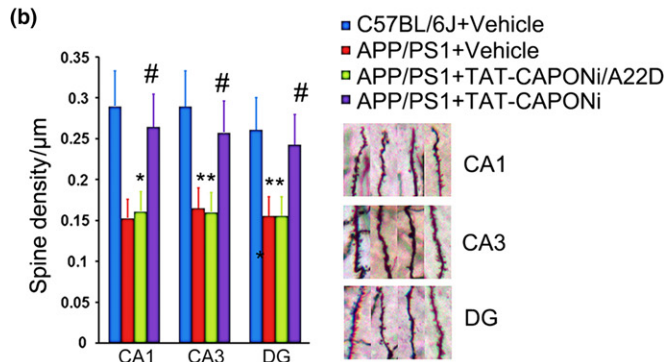 (b)
C57BL/6J+Vehicle
APP/PS1+Vehicle
APP/PS1+TAT-CAPONi/A22D
APP/PS1+TAT-CAPONi
Spine density/μm
0.35
0.3
0.25
0.2
0.15
0.1
0.05
0
# # #
* ** **
*
CA1 CA3 DG
CA1
CA3
DG